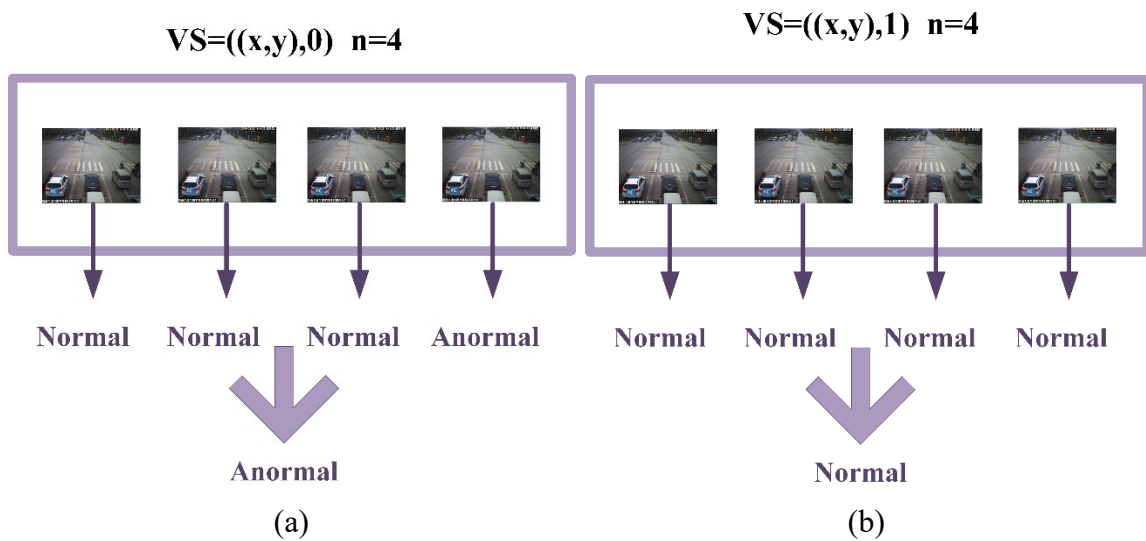 VS=((x,y),0) n=4
Normal Normal Normal Anormal
Anormal
(a)
VS=((x,y),1) n=4
Normal Normal Normal Normal
Normal
(b)